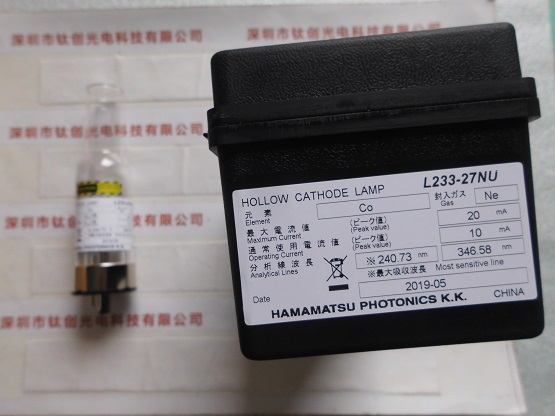 深圳市钛创光电科技有限公司
深圳市钛创光电科技有限公司
深圳市钛创光电科技有限公司
深圳市钛创光电科技有限公司
HOLLOW CATHODE LAMP L233-27NU
元素 Element Co 封入ガス Gas Ne
最大電流値 Maximum Current (ピーク値) (Peak value) 20 mA
通常使用電流値 Operating Current (ピーク値) (Peak value) 10 mA
分析線波長 Analytical Lines ※ 240.73 nm 346.58 nm
※最大吸収波長 Most sensitive line
Date 2019-05
HAMAMATSU PHOTONICS K.K. CHINA